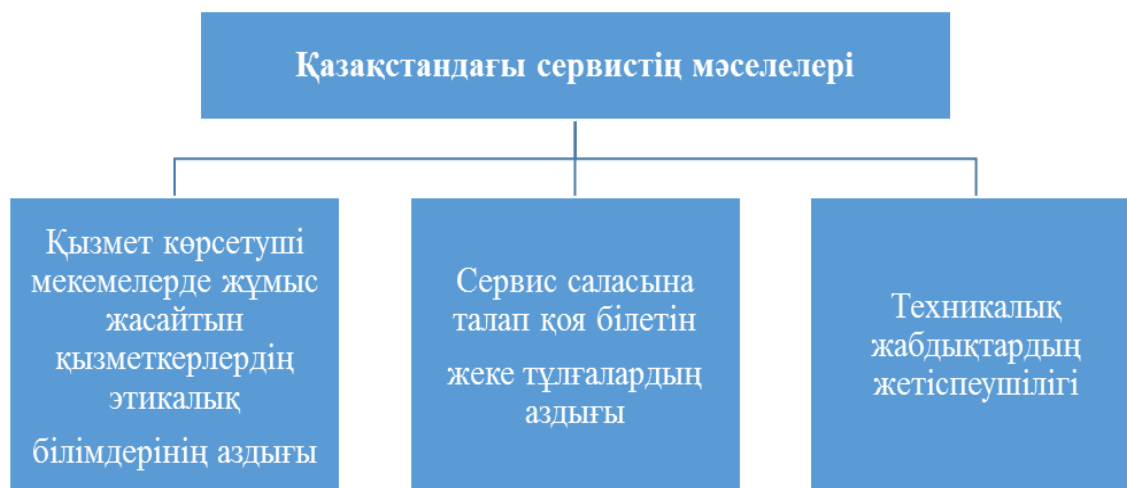 Қазақстандағы сервистің мәселелері
Қызмет көрсетуші
мекемелерде жұмыс
жасайтын
қызметкерлердің
этикалық
білімдерінің аздығы
Сервис саласына
талап қоя білетін
жеке тұлғалардың
аздығы
Техникалық
жабдықтардың
жетіспеушілігі